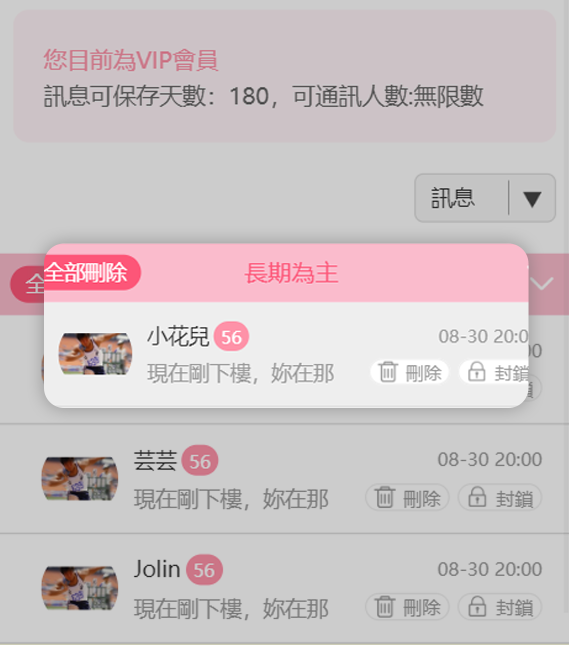 您目前為VIP會員
訊息可保存天數：180，可通訊人數:無限數
訊息 ▼
全部刪除 長期為主
小花兒 56 08-30 20:0
現在剛下樓，妳在那 刪除 封鎖
芸芸 56 08-30 20:00
現在剛下樓，妳在那 刪除 封鎖
Jolin 56 08-30 20:00
現在剛下樓，妳在那 刪除 封鎖